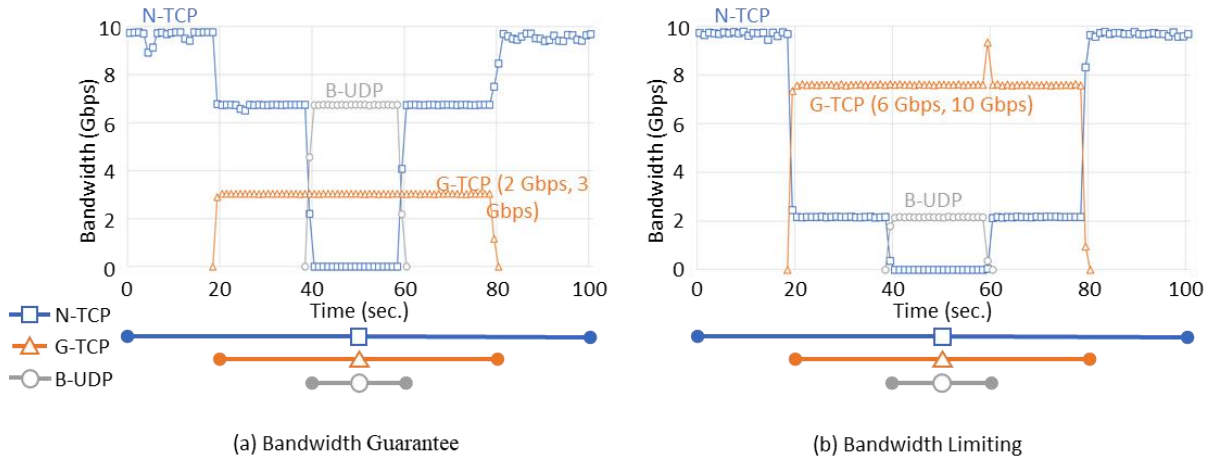 N-TCP
10
8
6
4
2
0
Bandwidth (Gbps)
B-UDP
G-TCP (2 Gbps, 3
Gbps)
0 20 40 60 80 100
Time (sec.)
N-TCP
G-TCP
B-UDP
(a) Bandwidth Guarantee
N-TCP
10
8
6
4
2
0
Bandwidth (Gbps)
G-TCP (6 Gbps, 10 Gbps)
B-UDP
0 20 40 60 80 100
Time (sec.)
(b) Bandwidth Limiting